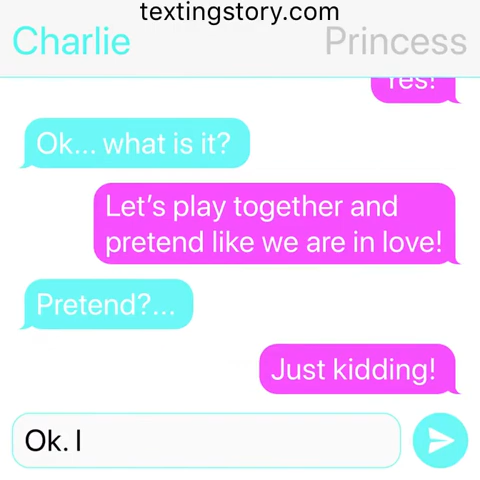 textingstory.com
Charlie
Princess
Yes!
Ok... what is it?
Let's play together and
pretend like we are in love!
Pretend?...
Just kidding!
Ok. I